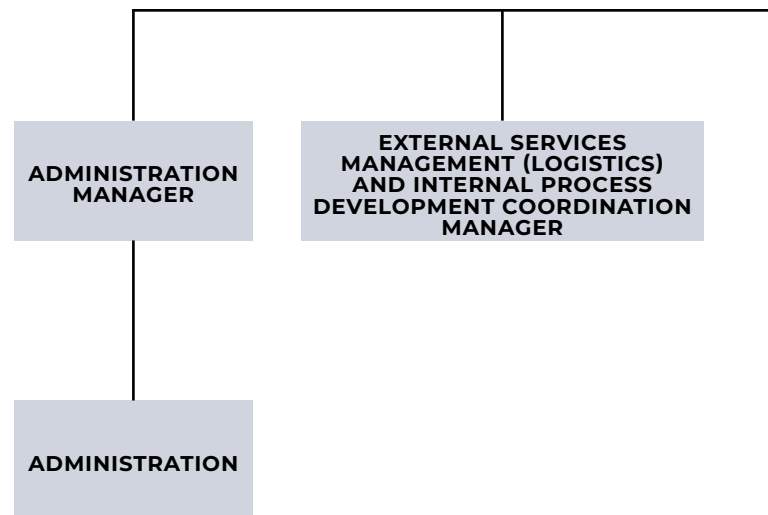 ADMINISTRATION
MANAGER
EXTERNAL SERVICES
MANAGEMENT (LOGISTICS)
AND INTERNAL PROCESS
DEVELOPMENT COORDINATION
MANAGER
ADMINISTRATION